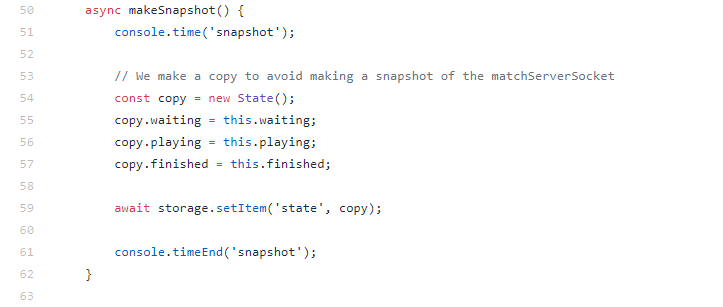 50 async makeSnapshot() {
51 console.time('snapshot');
52
53 // We make a copy to avoid making a snapshot of the matchServerSocket
54 const copy = new State();
55 copy.waiting = this.waiting;
56 copy.playing = this.playing;
57 copy.finished = this.finished;
58
59 await storage.setItem('state', copy);
60
61 console.timeEnd('snapshot');
62 }
63